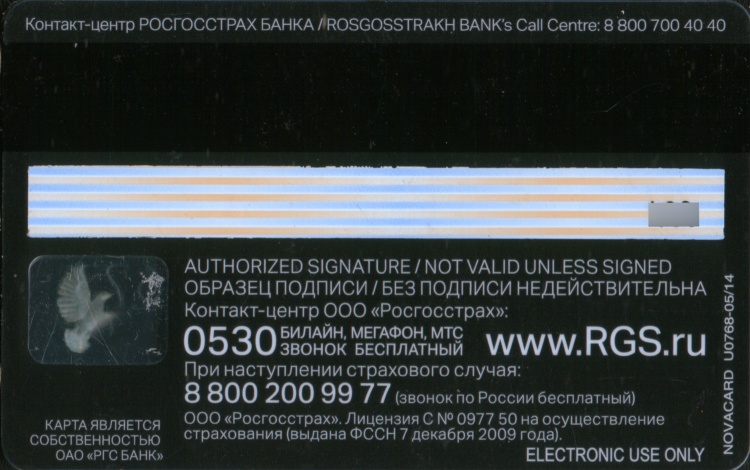 Контакт-центр РОСГОССТРАХ БАНКА / ROSGOSSTRAKH BANK's Call Centre: 8 800 700 40 40
AUTHORIZED SIGNATURE / NOT VALID UNLESS SIGNED
ОБРАЗЕЦ ПОДПИСИ / БЕЗ ПОДПИСИ НЕДЕЙСТВИТЕЛЬНА
Контакт-центр ООО «Росгосстрах»:
0530 БИЛАЙН, МЕГАФОН, МТС
ЗВОНОК БЕСПЛАТНЫЙ
www.RGS.ru
При наступлении страхового случая:
8 800 200 99 77 (звонок по России бесплатный)
ООО «Росгосстрах». Лицензия С № 0977 50 на осуществление
страхования (выдана ФССН 7 декабря 2009 года).
ELECTRONIC USE ONLY
КАРТА ЯВЛЯЕТСЯ
СОБСТВЕННОСТЬЮ
ОАО «РГС БАНК»
NOVACARD U0768-05/14